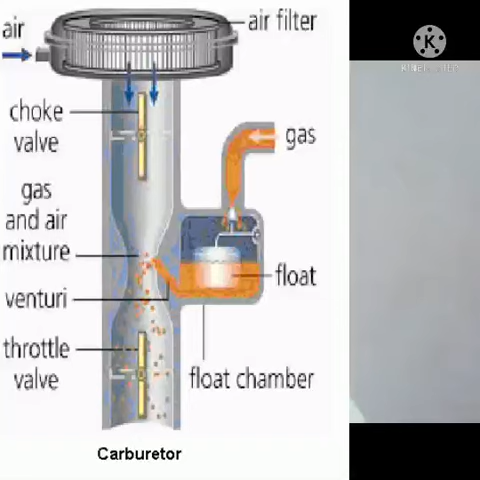 air
air filter
choke
valve
gas
gas
and air
mixture
float
venturi
throttle
valve
float chamber
Carburetor
K